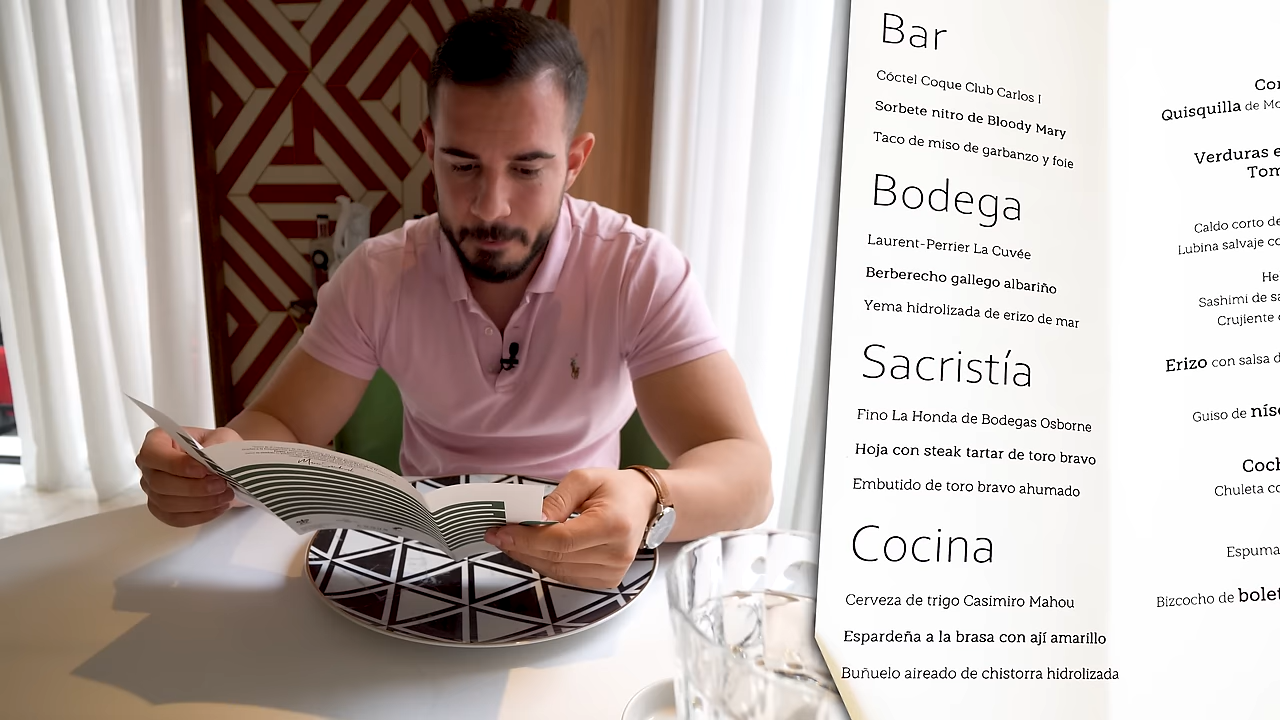 Bar
Cóctel Coque Club Carlos I
Sorbete nitro de Bloody Mary
Taco de miso de garbanzo y foie
Bodega
Laurent-Perrier La Cuvée
Berberecho gallego albariño
Yema hidrolizada de erizo de mar
Sacristía
Fino La Honda de Bodegas Osborne
Hoja con steak tartar de toro bravo
Embutido de toro bravo ahumado
Cocina
Cerveza de trigo Casimiro Mahou
Espardeña a la brasa con ají amarillo
Buñuelo aireado de chistorra hidrolizada
Quisquilla de
Verduras
Caldo corto
Lubina salvaje
Sashimi de
Crujiente
Erizo con salsa
Guiso de
Chuleta
Espuma
Bizcocho de